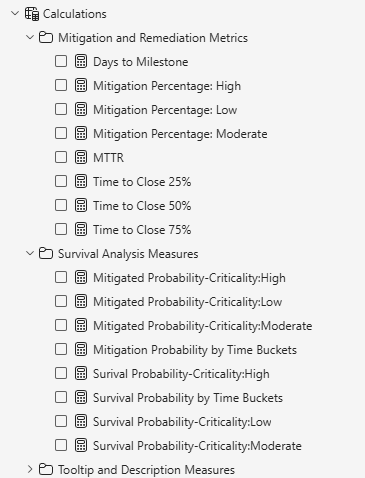 Calculations
Mitigation and Remediation Metrics
Days to Milestone
Mitigation Percentage: High
Mitigation Percentage: Low
Mitigation Percentage: Moderate
MTTR
Time to Close 25%
Time to Close 50%
Time to Close 75%
Survival Analysis Measures
Mitigated Probability-Criticality:High
Mitigated Probability-Criticality:Low
Mitigated Probability-Criticality:Moderate
Mitigation Probability by Time Buckets
Surival Probability-Criticality:High
Survival Probability by Time Buckets
Survival Probability-Criticality:Low
Survival Probability-Criticality:Moderate
Tooltip and Description Measures